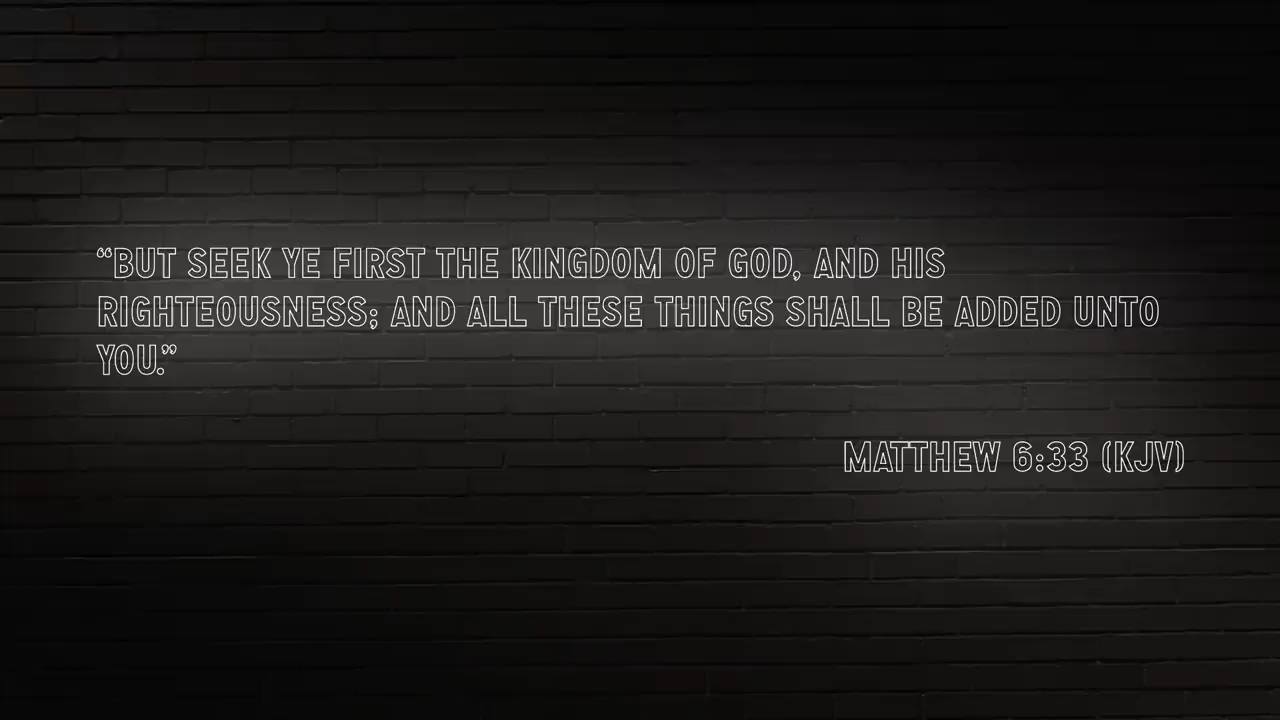 “BUT SEEK YE FIRST THE KINGDOM OF GOD, AND HIS
RIGHTEOUSNESS; AND ALL THESE THINGS SHALL BE ADDED UNTO
YOU.”
MATTHEW 6:33 (KJV)